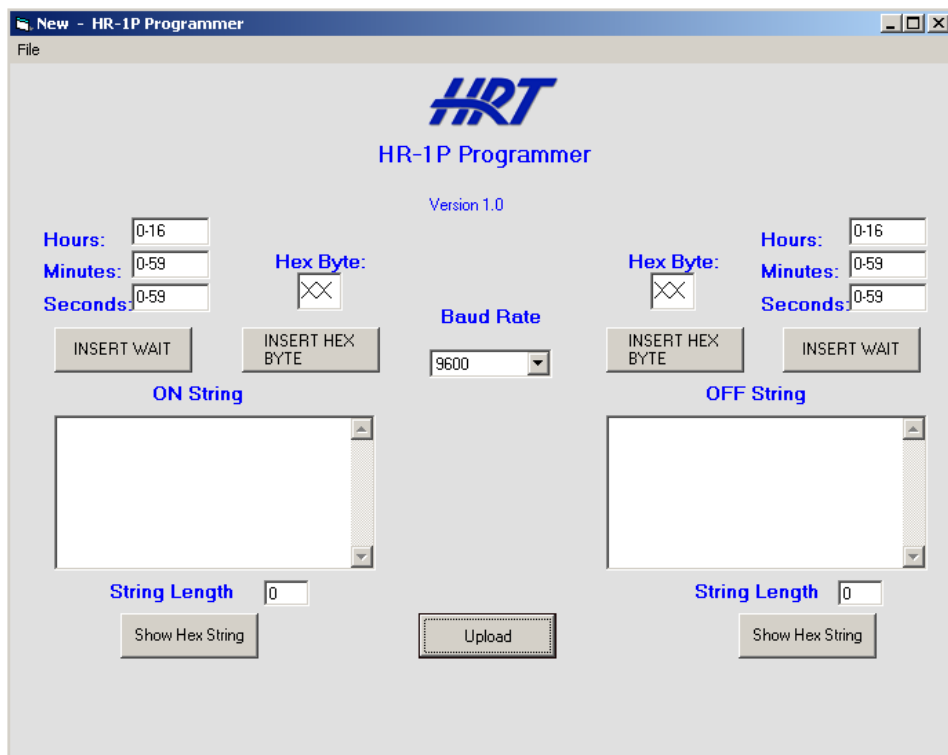 New - HR-1P Programmer
File
HRT
HR-1P Programmer
Version 1.0
Hours: 0-16
Minutes: 0-59
Seconds: 0-59
Hex Byte:
XX
INSERT WAIT
INSERT HEX
BYTE
ON String
String Length 0
Show Hex String
Baud Rate
9600
Upload
Hex Byte:
XX
Hours: 0-16
Minutes: 0-59
Seconds: 0-59
INSERT HEX
BYTE
INSERT WAIT
OFF String
String Length 0
Show Hex String